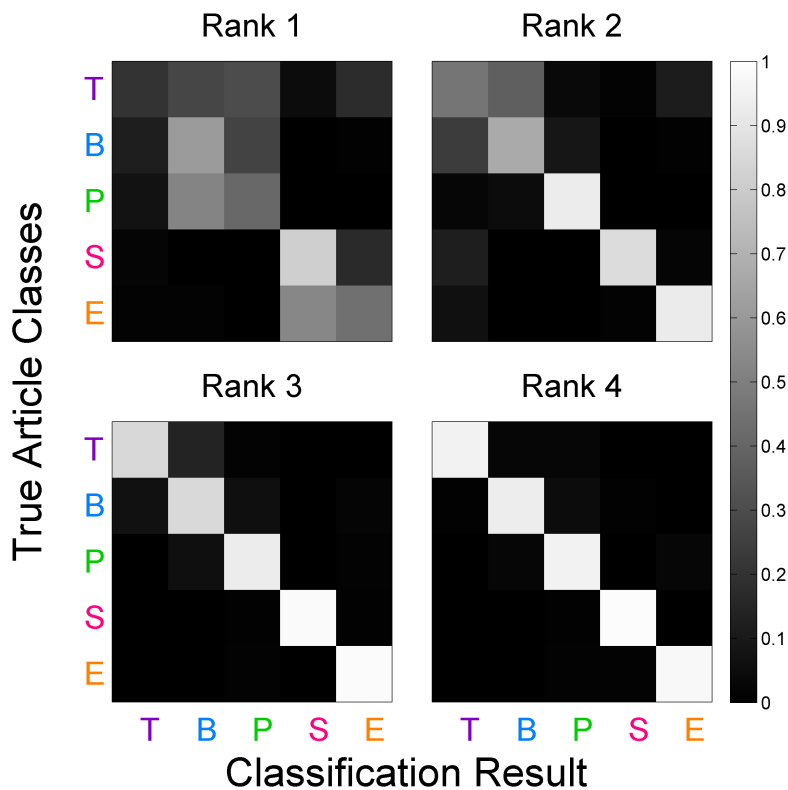 Rank 1
Rank 2
T
B
P
S
E
1
0.9
0.8
0.7
0.6
0.5
0.4
0.3
0.2
0.1
0
True Article Classes
Rank 3
Rank 4
T
B
P
S
E
T B P S E
T B P S E
Classification Result